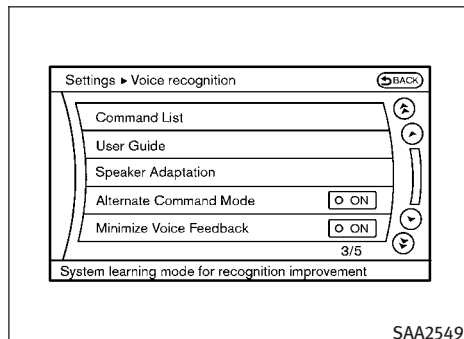 Settings ▸ Voice recognition
BACK
Command List
User Guide
Speaker Adaptation
Alternate Command Mode ON
Minimize Voice Feedback ON
3/5
System learning mode for recognition improvement
SAA2549